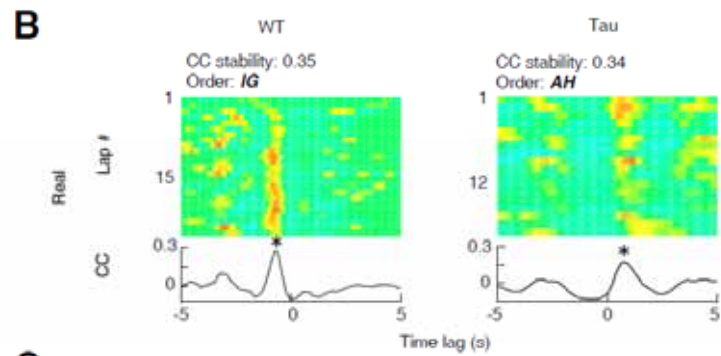 B
WT
Tau
CC stability: 0.35
Order: IG
CC stability: 0.34
Order: AH
Real
Lap #
1
15
1
12
CC
0.3
0
-5
0
5
0.3
0
-5
0
5
*
*
Time lag (s)